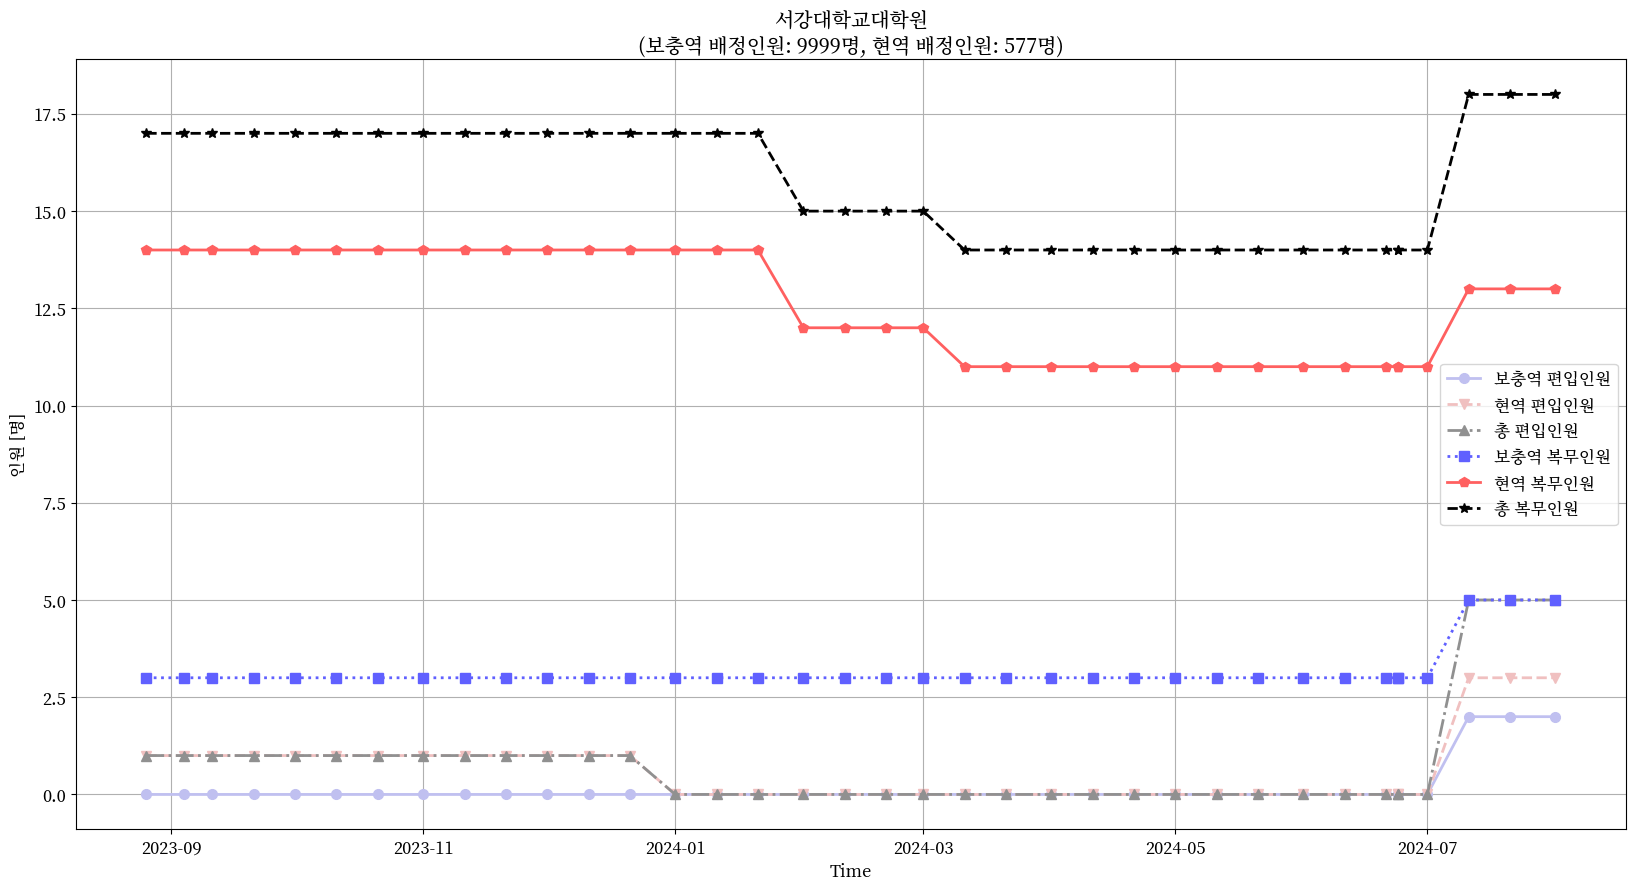 서강대학교대학원
(보충역 배정인원: 9999명, 현역 배정인원: 577명)
17.5
15.0
12.5
10.0
7.5
5.0
2.5
0.0
인원 [명]
보충역 편입인원
현역 편입인원
총 편입인원
보충역 복무인원
현역 복무인원
총 복무인원
2023-09
2023-11
2024-01
2024-03
2024-05
2024-07
Time